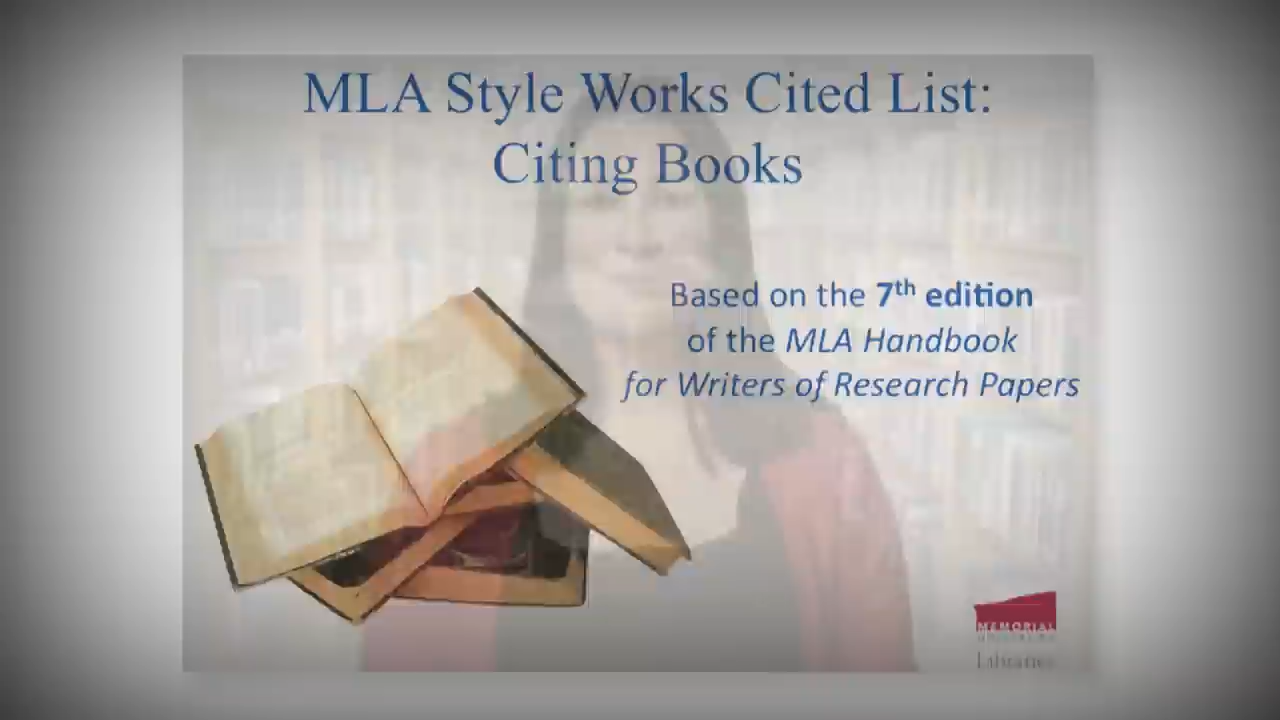 MLA Style Works Cited List:
Citing Books
Based on the 7th edition
of the MLA Handbook
for Writers of Research Papers
MEMORIAL
UNIVERSITY
Libraries